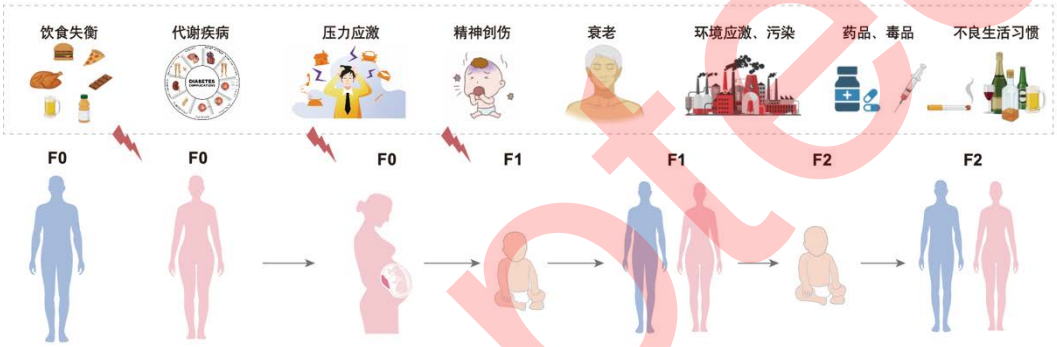 饮食失衡 代谢疾病 压力应激 精神创伤 衰老 环境应激、污染 药品、毒品 不良生活习惯
DIABETES
COMPLICATIONS
F0 F0 F0 F1 F1 F2 F2